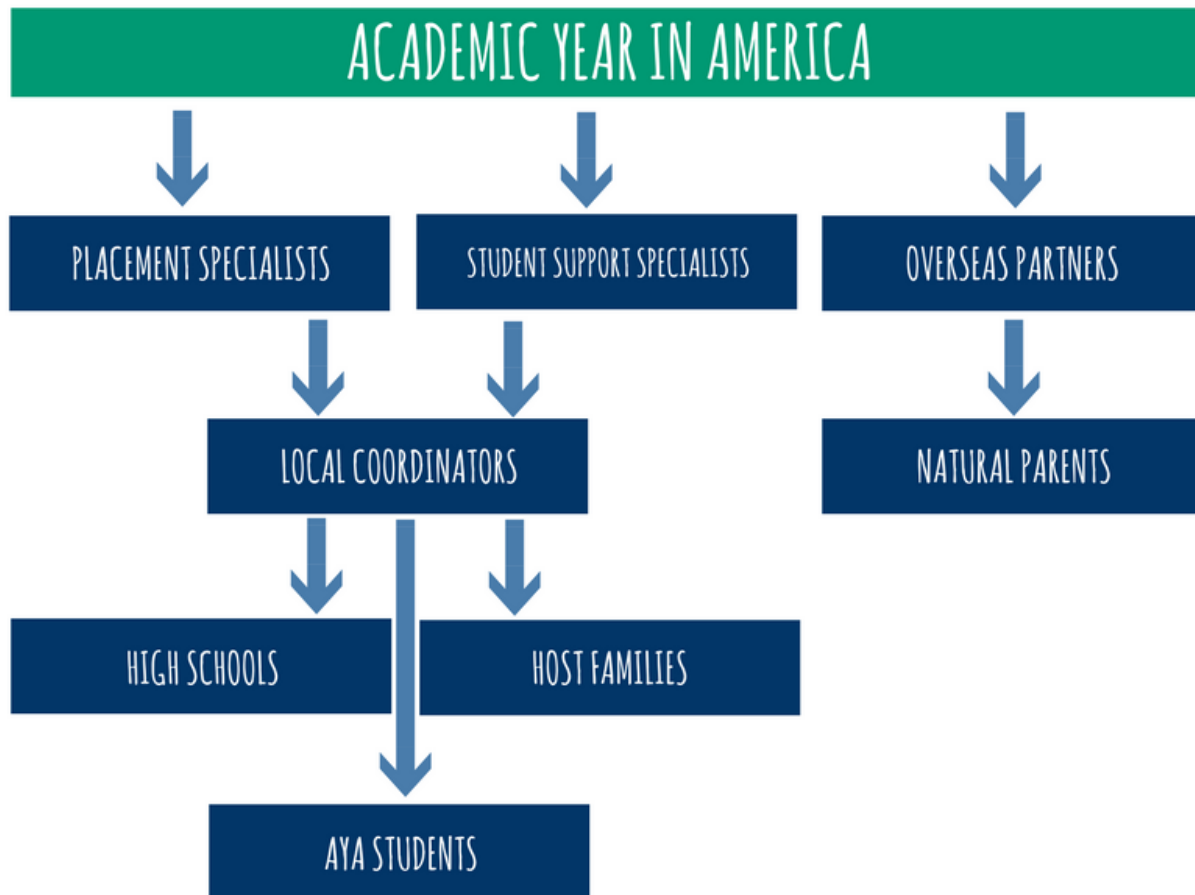 ACADEMIC YEAR IN AMERICA
PLACEMENT SPECIALISTS
STUDENT SUPPORT SPECIALISTS
OVERSEAS PARTNERS
LOCAL COORDINATORS
NATURAL PARENTS
HIGH SCHOOLS
HOST FAMILIES
AYA STUDENTS